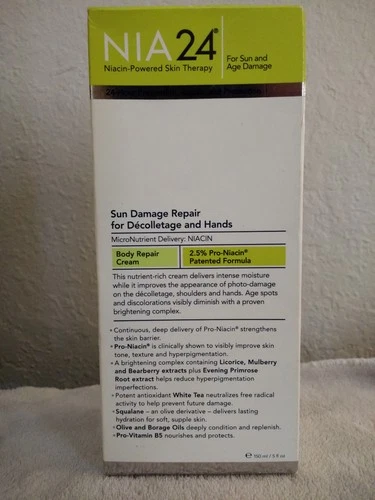 NIA24®
Niacin-Powered Skin Therapy
For Sun and
Age Damage
Sun Damage Repair
for Décolletage and Hands
MicroNutrient Delivery: NIACIN
Body Repair
Cream
2.5% Pro-Niacin®
Patented Formula
This nutrient-rich cream delivers intense moisture
while it improves the appearance of photo-damage
on the décolletage, shoulders and hands. Age spots
and discolorations visibly diminish with a proven
brightening complex.
• Continuous, deep delivery of Pro-Niacin® strengthens
the skin barrier.
• Pro-Niacin® is clinically shown to visibly improve skin
tone, texture and hyperpigmentation.
• A brightening complex containing Licorice, Mulberry
and Bearberry extracts plus Evening Primrose
Root extract helps reduce hyperpigmentation
imperfections.
• Potent antioxidant White Tea neutralizes free radical
activity to help prevent future damage.
• Squalane – an olive derivative – delivers lasting
hydration for soft, supple skin.
• Olive and Borage Oils deeply condition and replenish.
• Pro-Vitamin B5 nourishes and protects.
℮ 150 ml / 5 fl oz